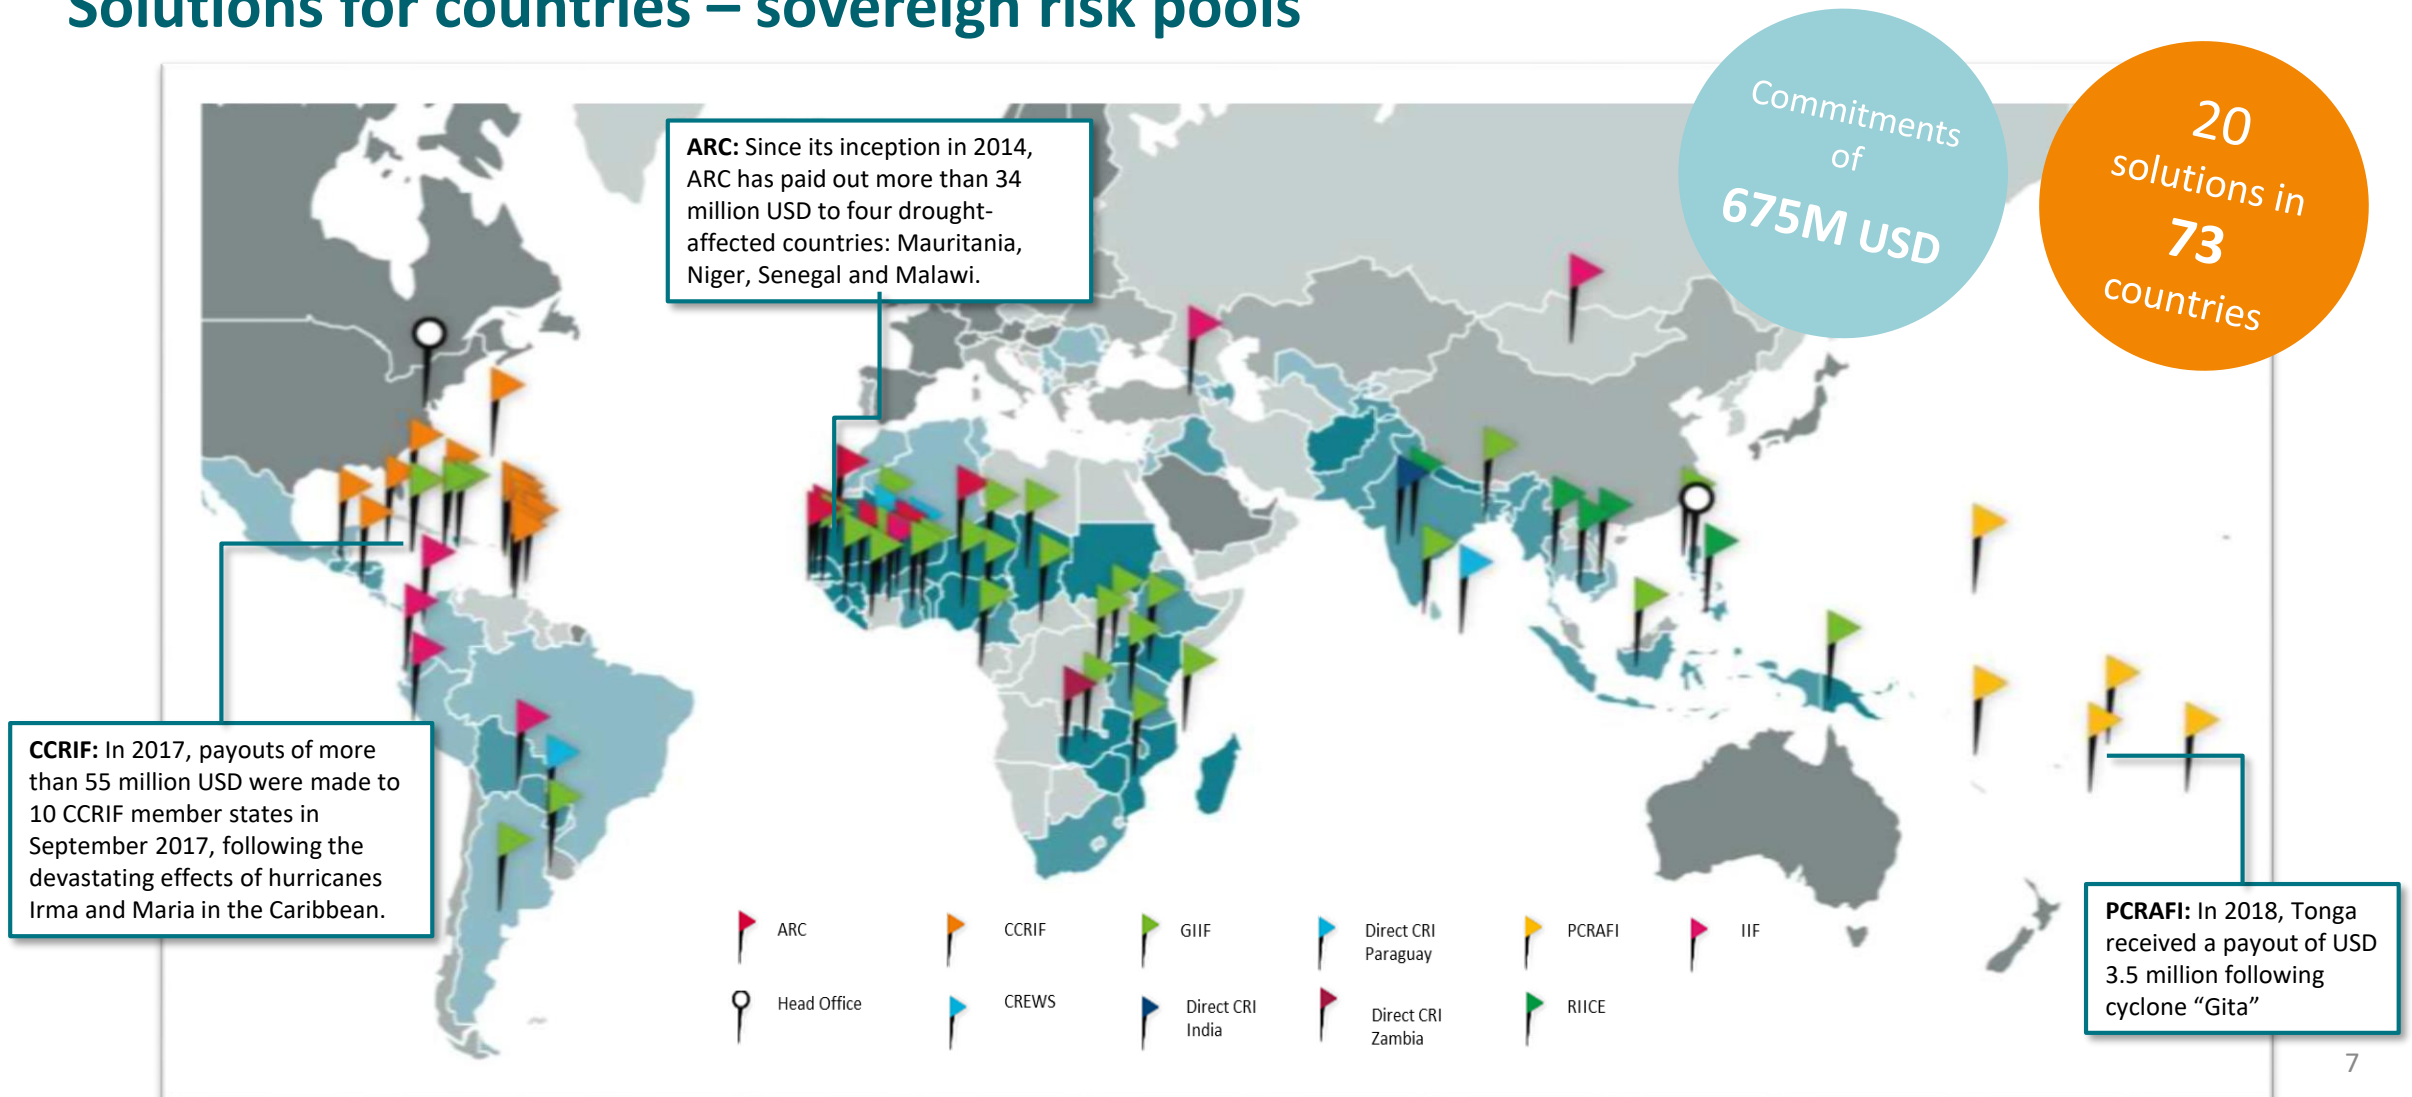 Solutions for countries – sovereign risk pools
Commitments
of
675M USD
20
solutions in
73
countries
ARC: Since its inception in 2014,
ARC has paid out more than 34
million USD to four drought-
affected countries: Mauritania,
Niger, Senegal and Malawi.
CCRIF: In 2017, payouts of more
than 55 million USD were made to
10 CCRIF member states in
September 2017, following the
devastating effects of hurricanes
Irma and Maria in the Caribbean.
PCRAFI: In 2018, Tonga
received a payout of USD
3.5 million following
cyclone “Gita”
ARC
CCRIF
GIIF
Direct CRI
Paraguay
PCRAFI
IIF
Head Office
CREWS
Direct CRI
India
Direct CRI
Zambia
RIICE
7